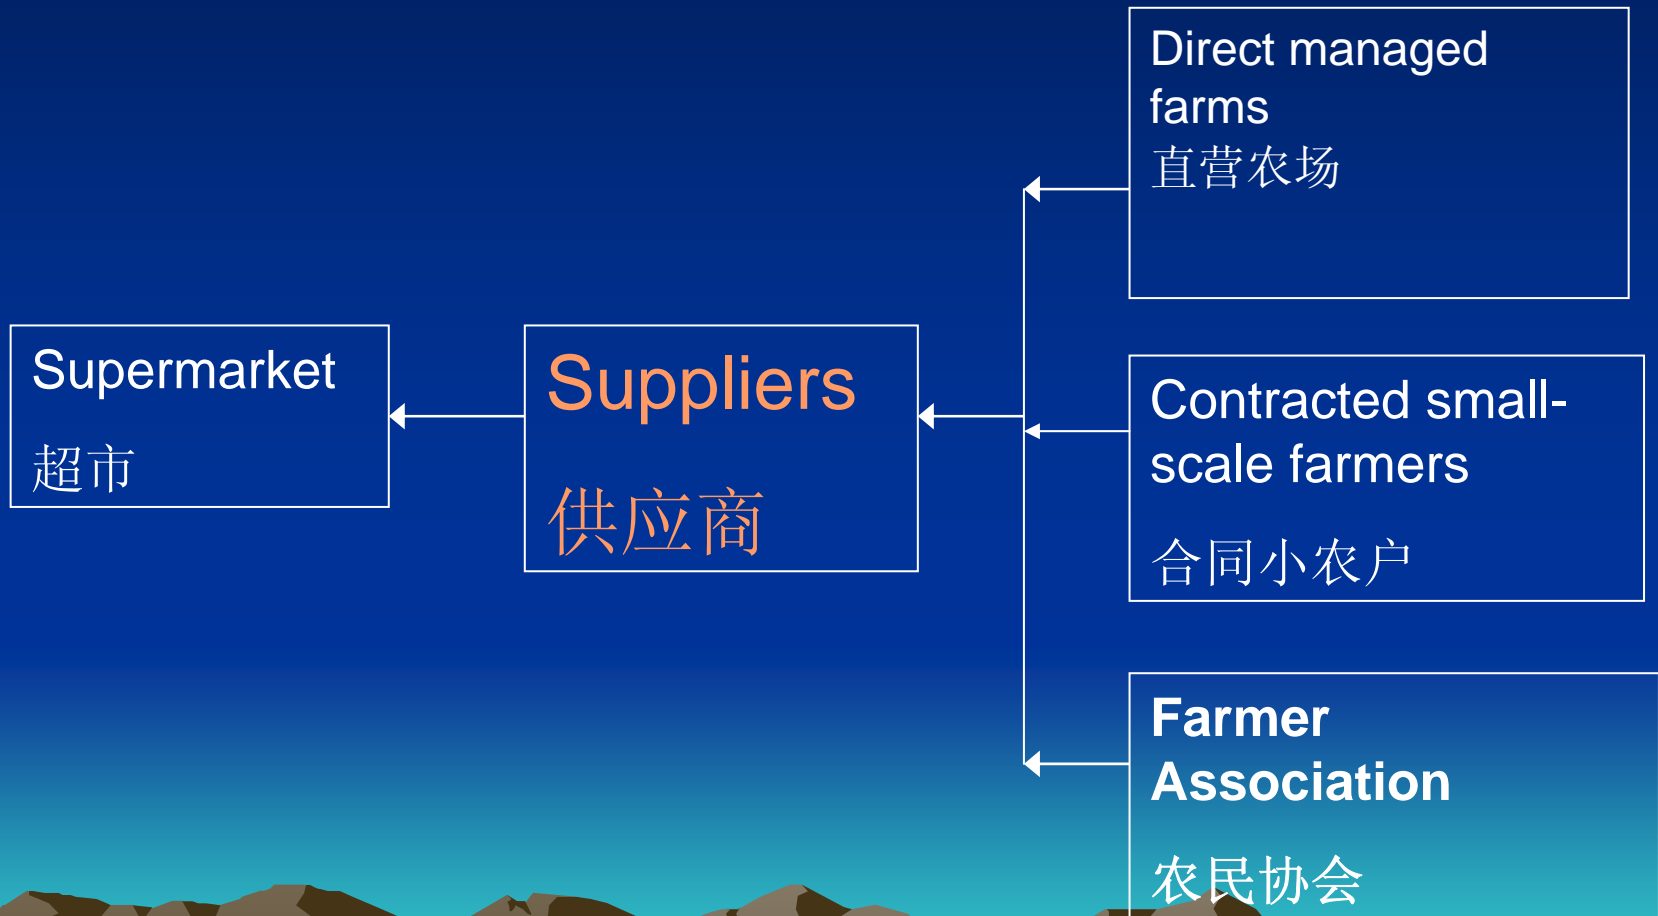 Supermarket
超市
Suppliers
供应商
Direct managed
farms
直营农场
Contracted small-
scale farmers
合同小农户
Farmer
Association
农民协会